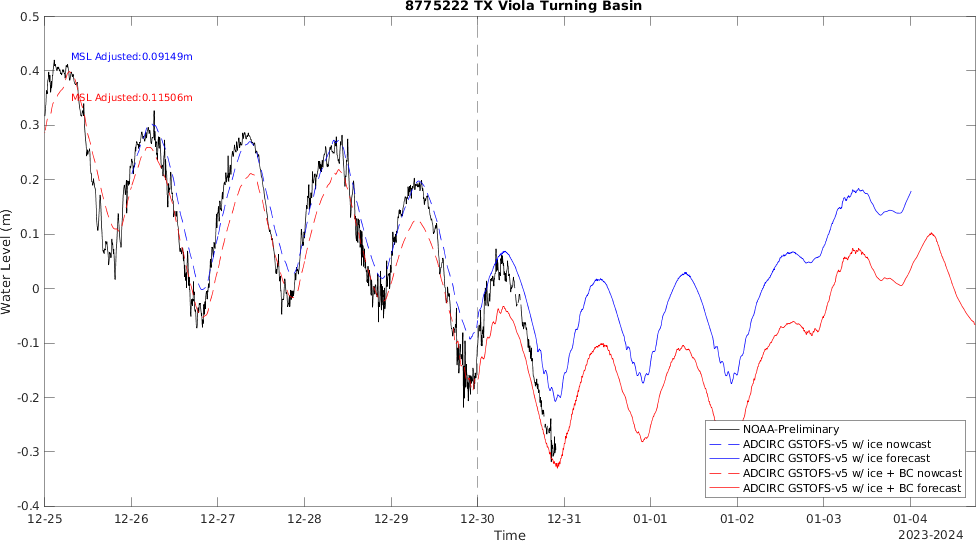 8775222 TX Viola Turning Basin
MSL Adjusted:0.09149m
MSL Adjusted:0.11506m
Water Level (m)
0.5
0.4
0.3
0.2
0.1
0
-0.1
-0.2
-0.3
-0.4
NOAA-Preliminary
ADCIRC GSTOFS-v5 w/ ice nowcast
ADCIRC GSTOFS-v5 w/ ice forecast
ADCIRC GSTOFS-v5 w/ ice + BC nowcast
ADCIRC GSTOFS-v5 w/ ice + BC forecast
12-25 12-26 12-27 12-28 12-29 12-30 12-31 01-01 01-02 01-03 01-04
Time
2023-2024